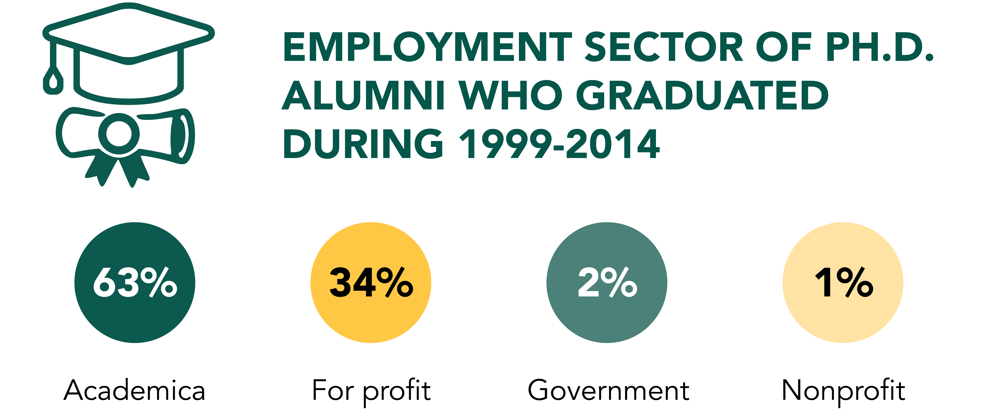 EMPLOYMENT SECTOR OF PH.D.
ALUMNI WHO GRADUATED
DURING 1999-2014
63%
34%
2%
1%
Academica
For profit
Government
Nonprofit